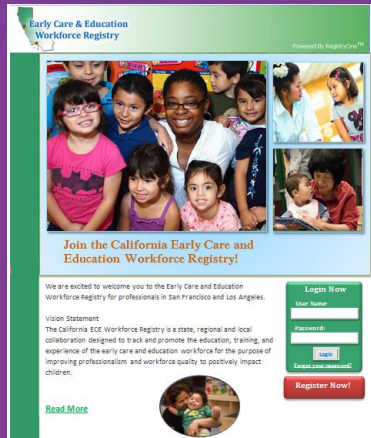 Early Care & Education
Workforce Registry
Powered By RegistryOne™
Join the California Early Care and
Education Workforce Registry!
We are excited to welcome you to the Early Care and Education
Workforce Registry for professionals in San Francisco and Los Angeles.
Vision Statement
The California ECE Workforce Registry is a state, regional and local
collaboration designed to track and promote the education, training, and
experience of the early care and education workforce for the purpose of
improving professionalism and workforce quality to positively impact
children.
Read More
Login Now
User Name:
Password:
Login
Forgot your password?
Register Now!